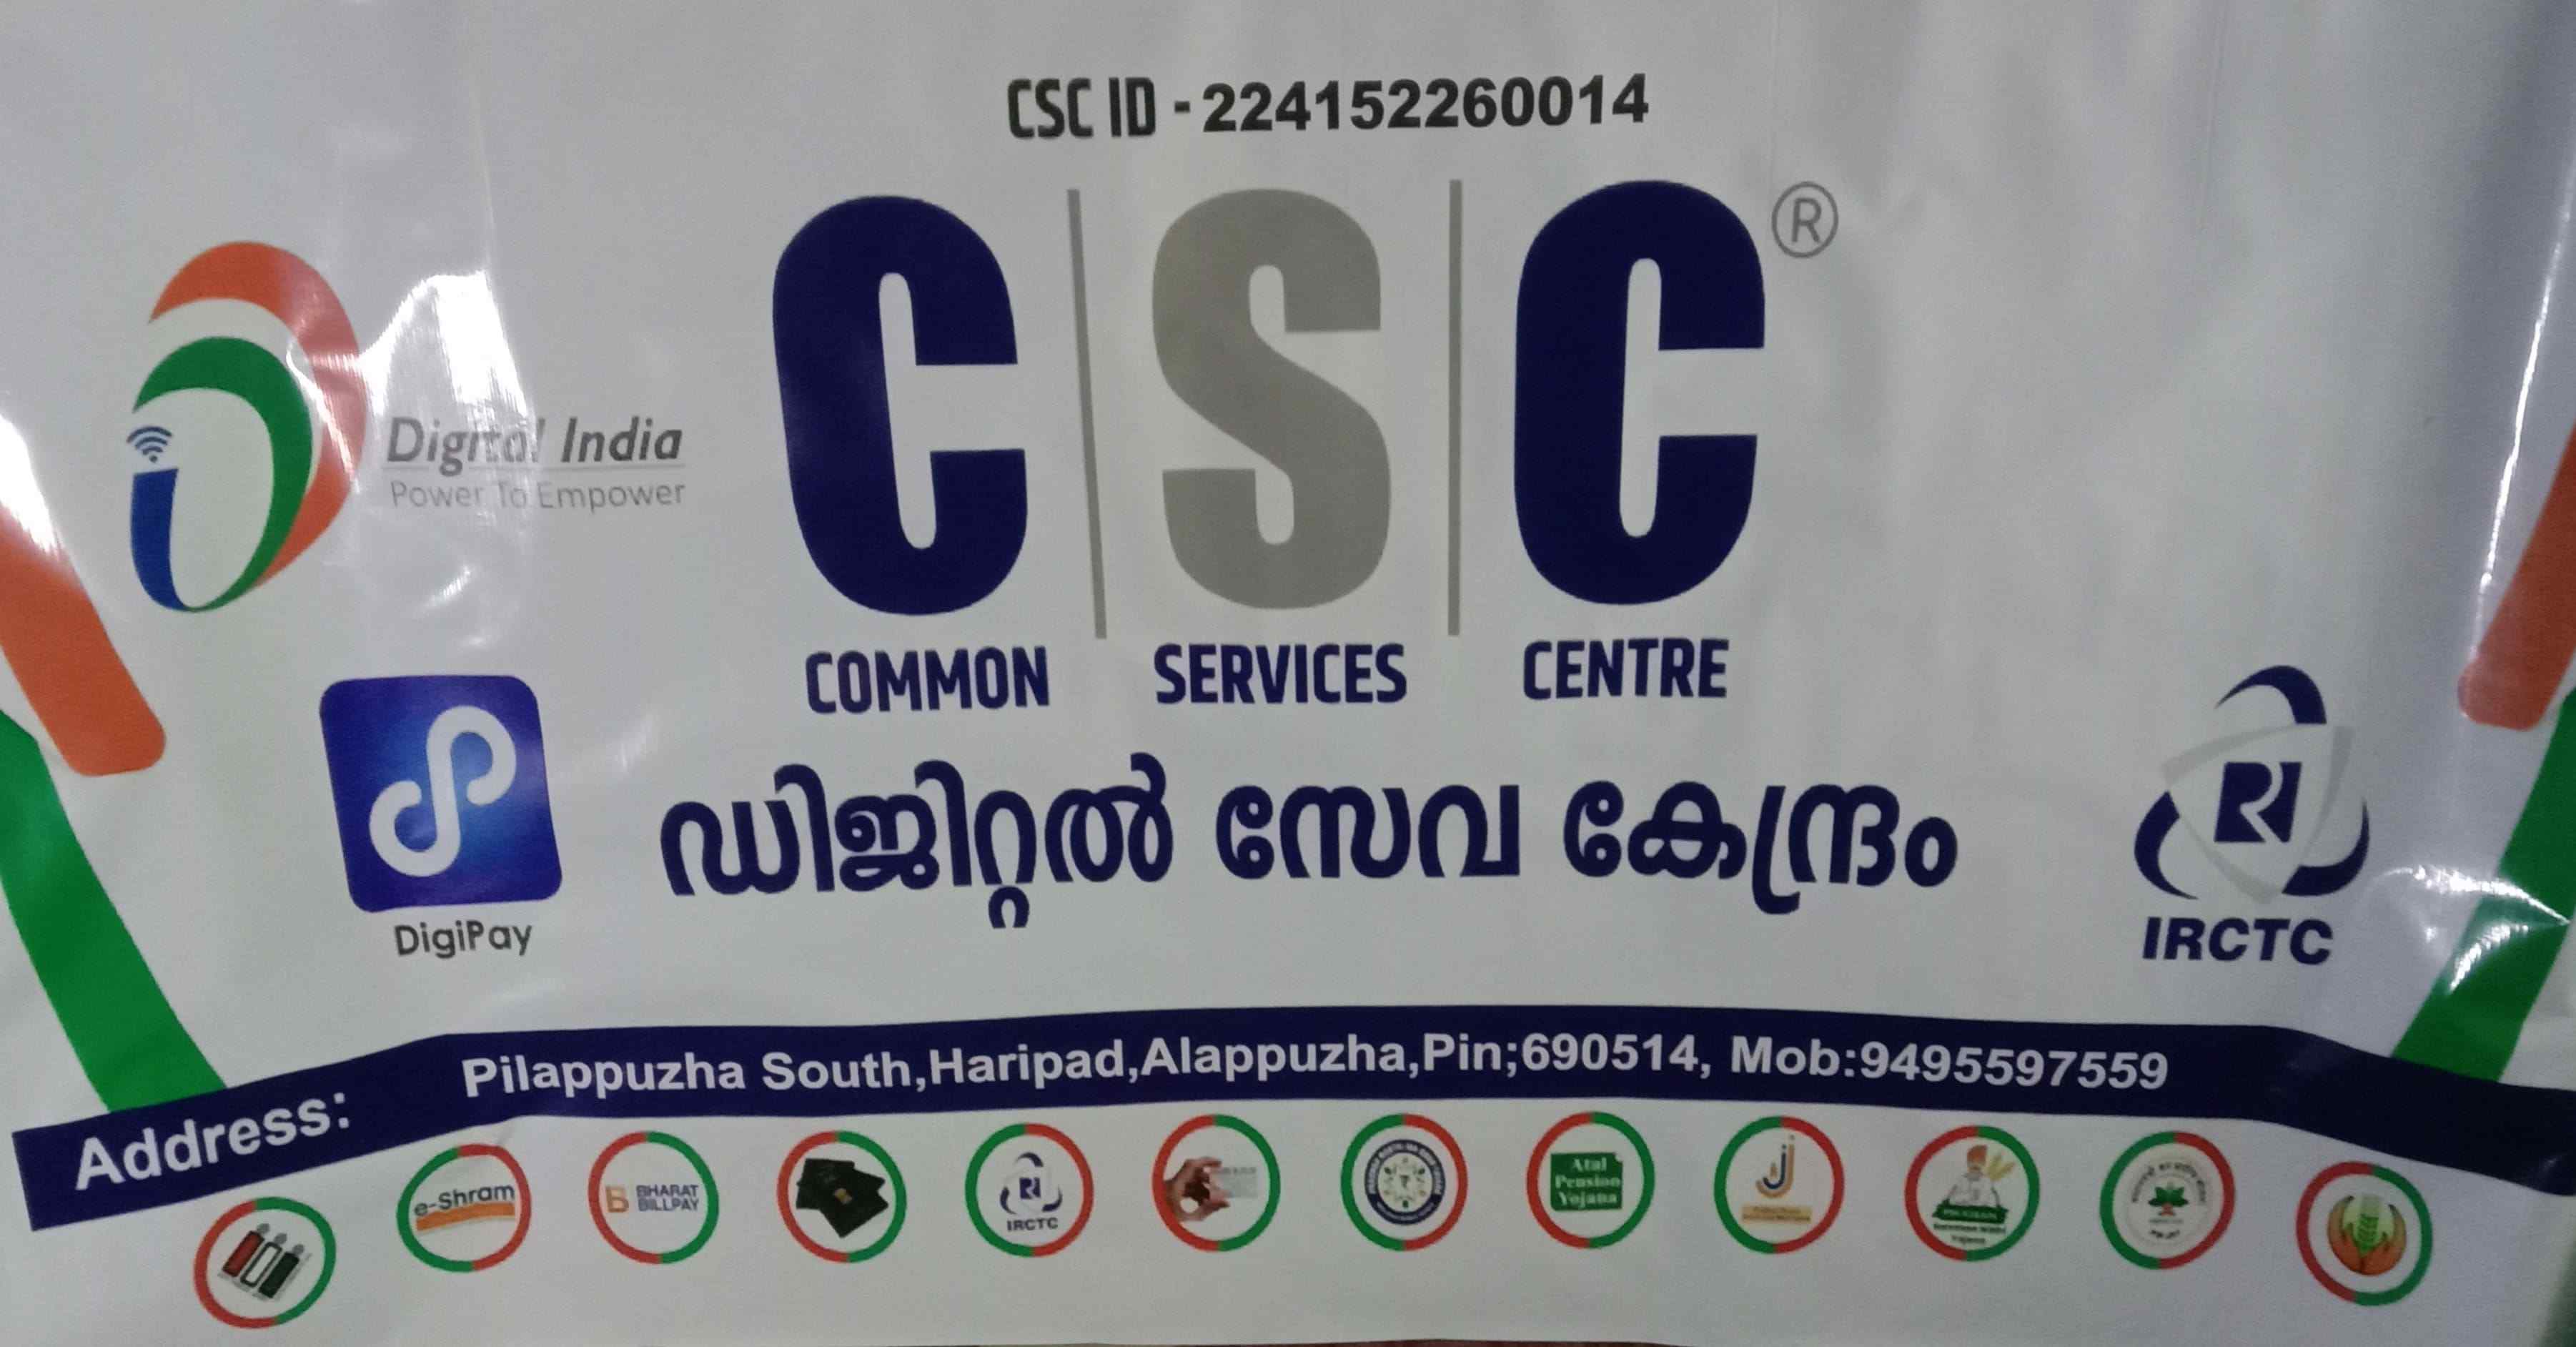 CSC ID - 224152260014
C S C ®
Digital India
Power To Empower
COMMON SERVICES CENTRE
DigiPay
ഡിജിറ്റൽ സേവ കേന്ദ്രം
IRCTC
Address: Pilappuzha South,Haripad,Alappuzha,Pin;690514, Mob:9495597559
e-Shram
BHARAT
BILLPAY
IRCTC
Atal
Pension
Yojana